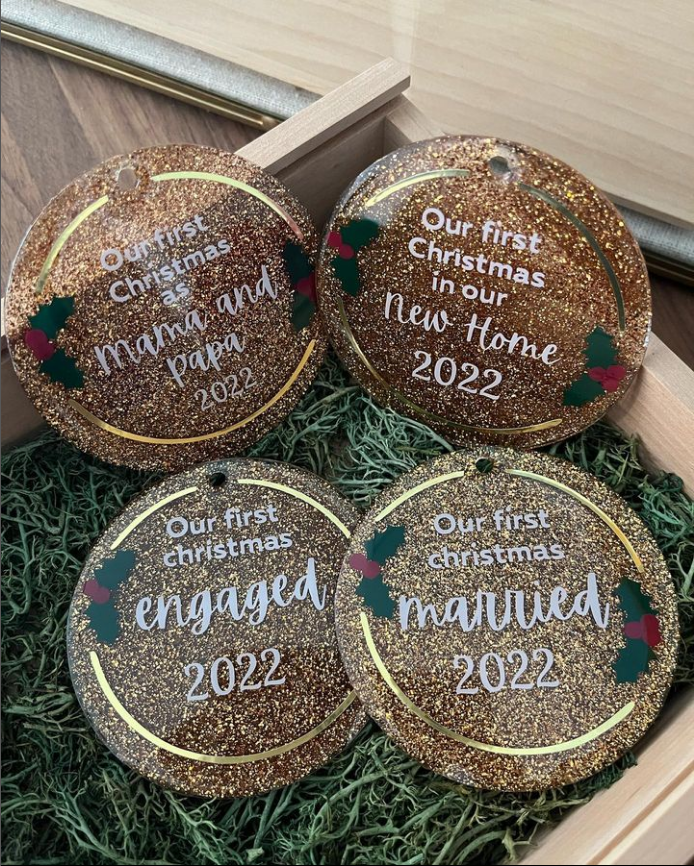 Our first
Christmas
as
Mama and
Papa
2022
Our first
Christmas
in our
New Home
2022
Our first
christmas
engaged
2022
Our first
christmas
married
2022